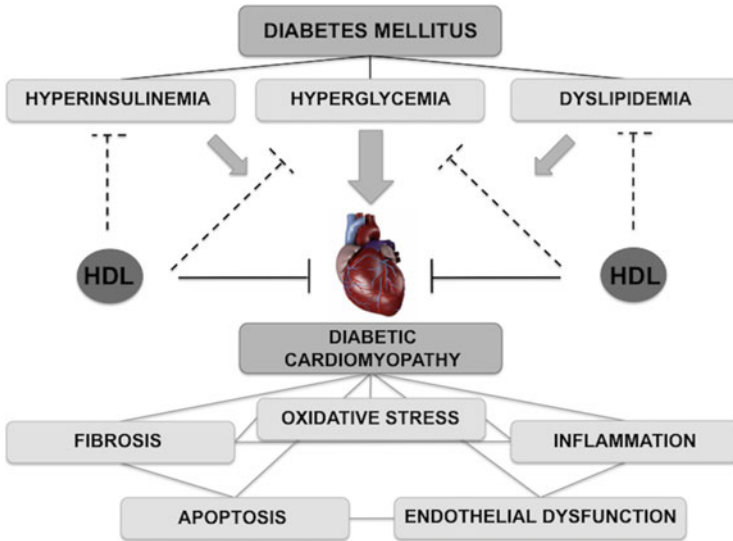 DIABETES MELLITUS
HYPERINSULINEMIA
HYPERGLYCEMIA
DYSLIPIDEMIA
HDL
HDL
DIABETIC
CARDIOMYOPATHY
OXIDATIVE STRESS
FIBROSIS
INFLAMMATION
APOPTOSIS
ENDOTHELIAL DYSFUNCTION